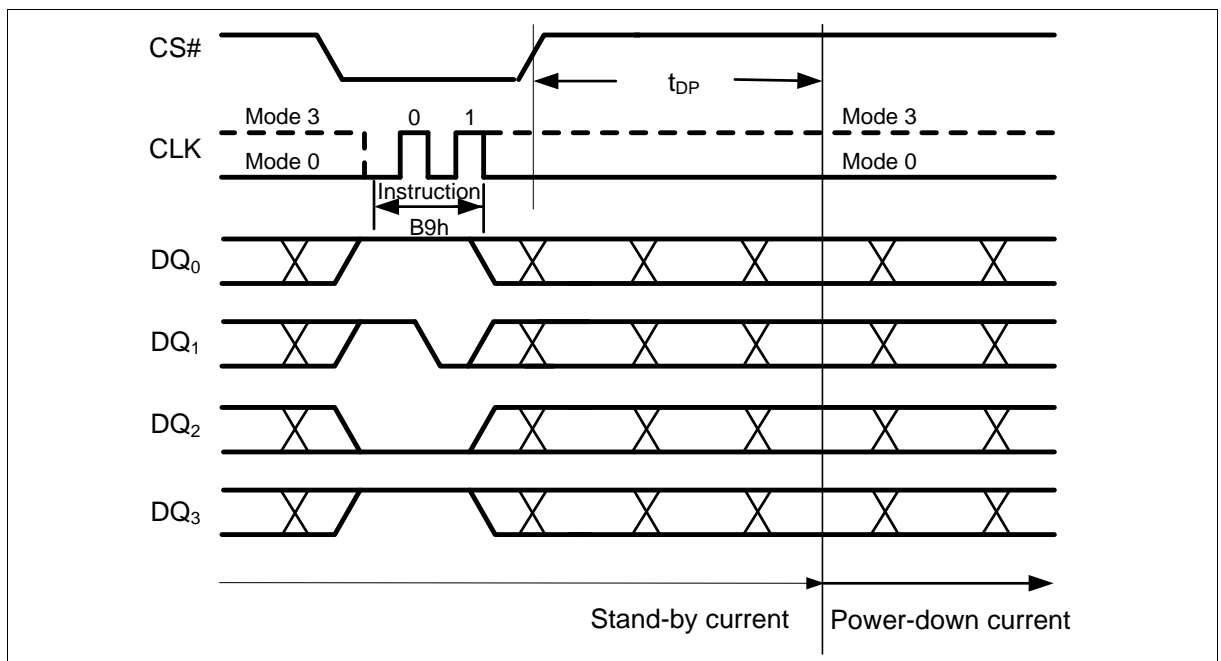 CS#
tDP
Mode 3 0 1 Mode 3
CLK
Mode 0 Mode 0
Instruction
B9h
DQ0
DQ1
DQ2
DQ3
Stand-by current Power-down current